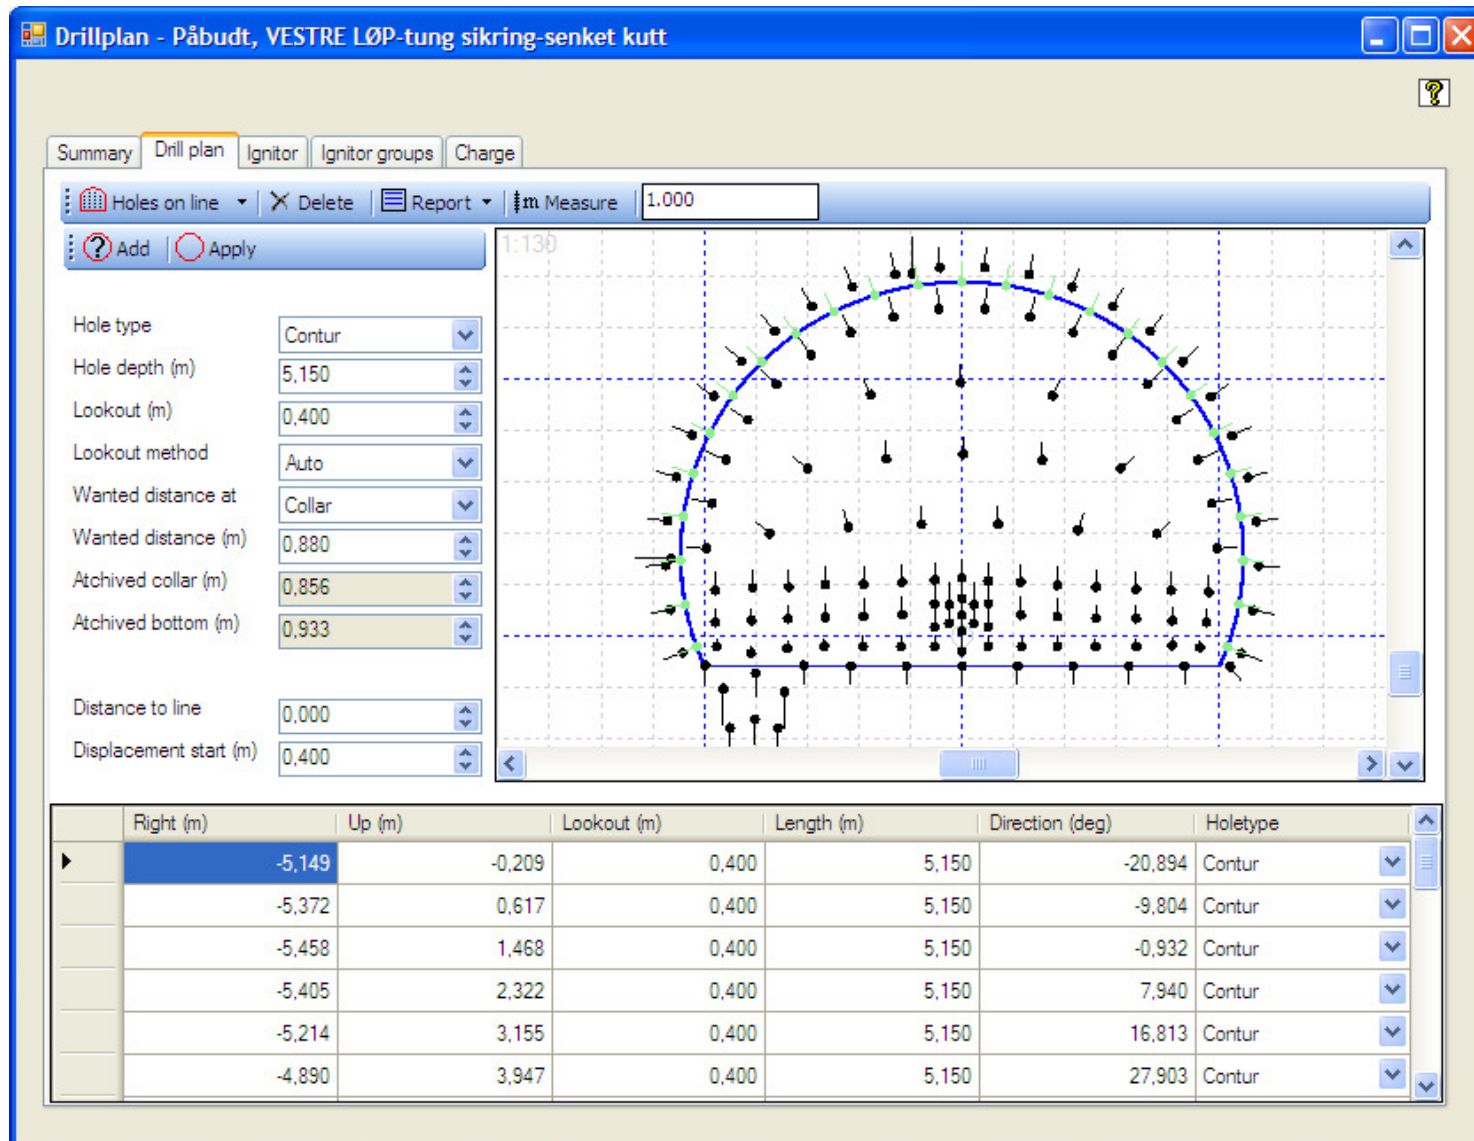 Drillplan - Påbudt, VESTRE LØP-tung sikring-senket kutt
Summary Drill plan Ignitor Ignitor groups Charge
Holes on line Delete Report m Measure 1.000
? Add Apply
1:130
Hole type Contur
Hole depth (m) 5,150
Lookout (m) 0,400
Lookout method Auto
Wanted distance at Collar
Wanted distance (m) 0,880
Atchived collar (m) 0,856
Atchived bottom (m) 0,933
Distance to line 0,000
Displacement start (m) 0,400
Right (m) Up (m) Lookout (m) Length (m) Direction (deg) Holetype
-5,149 -0,209 0,400 5,150 -20,894 Contur
-5,372 0,617 0,400 5,150 -9,804 Contur
-5,458 1,468 0,400 5,150 -0,932 Contur
-5,405 2,322 0,400 5,150 7,940 Contur
-5,214 3,155 0,400 5,150 16,813 Contur
-4,890 3,947 0,400 5,150 27,903 Contur